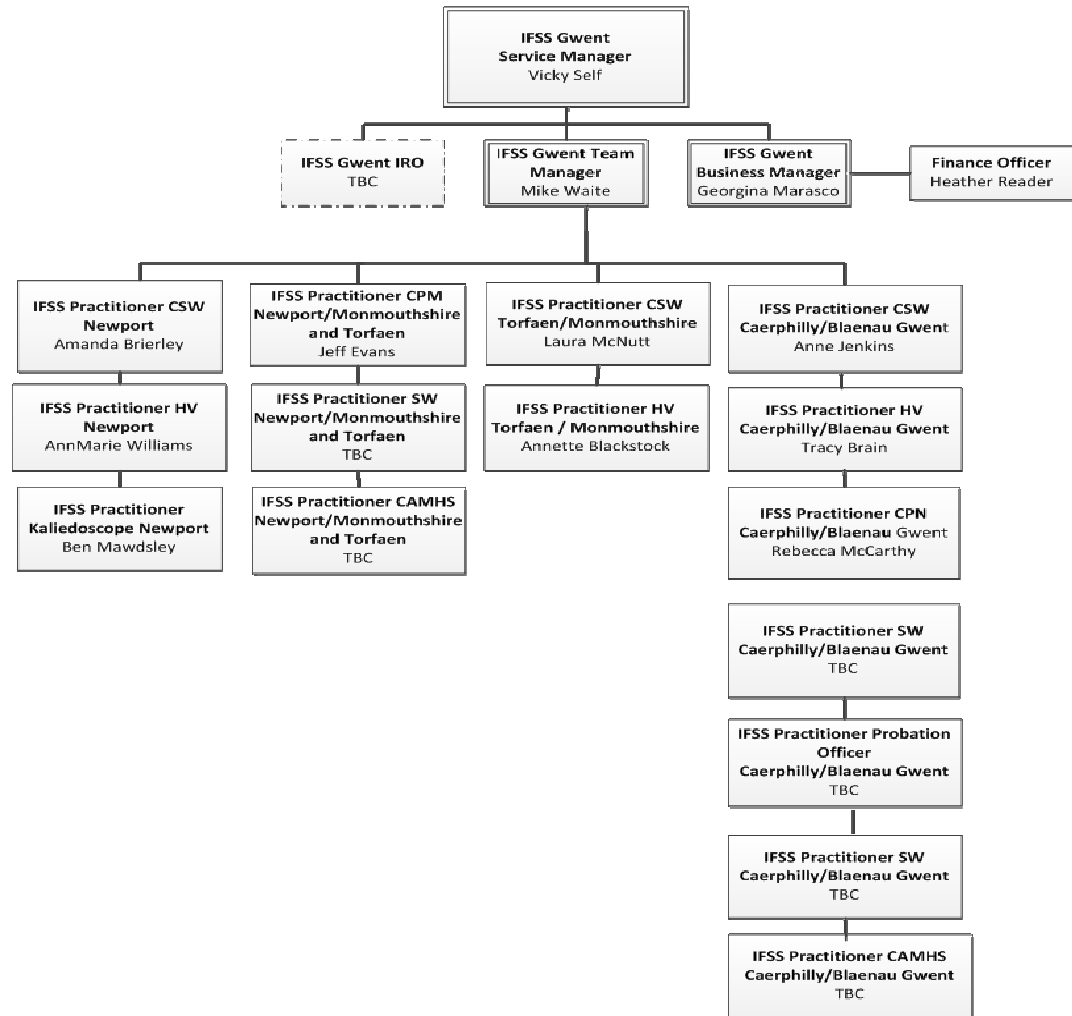 IFSS Gwent
Service Manager
Vicky Self
IFSS Gwent IRO
TBC
IFSS Gwent Team
Manager
Mike Waite
IFSS Gwent
Business Manager
Georgina Marasco
Finance Officer
Heather Reader
IFSS Practitioner CSW
Newport
Amanda Brierley
IFSS Practitioner CPM
Newport/Monmouthshire
and Torfaen
Jeff Evans
IFSS Practitioner CSW
Torfaen/Monmouthshire
Laura McNutt
IFSS Practitioner CSW
Caerphilly/Blaenau Gwent
Anne Jenkins
IFSS Practitioner HV
Newport
AnnMarie Williams
IFSS Practitioner SW
Newport/Monmouthshire
and Torfaen
TBC
IFSS Practitioner HV
Torfaen / Monmouthshire
Annette Blackstock
IFSS Practitioner HV
Caerphilly/Blaenau Gwent
Tracy Brain
IFSS Practitioner
Kaliedoscope Newport
Ben Mawdsley
IFSS Practitioner CAMHS
Newport/Monmouthshire
and Torfaen
TBC
IFSS Practitioner CPN
Caerphilly/Blaenau Gwent
Rebecca McCarthy
IFSS Practitioner SW
Caerphilly/Blaenau Gwent
TBC
IFSS Practitioner Probation
Officer
Caerphilly/Blaenau Gwent
TBC
IFSS Practitioner SW
Caerphilly/Blaenau Gwent
TBC
IFSS Practitioner CAMHS
Caerphilly/Blaenau Gwent
TBC